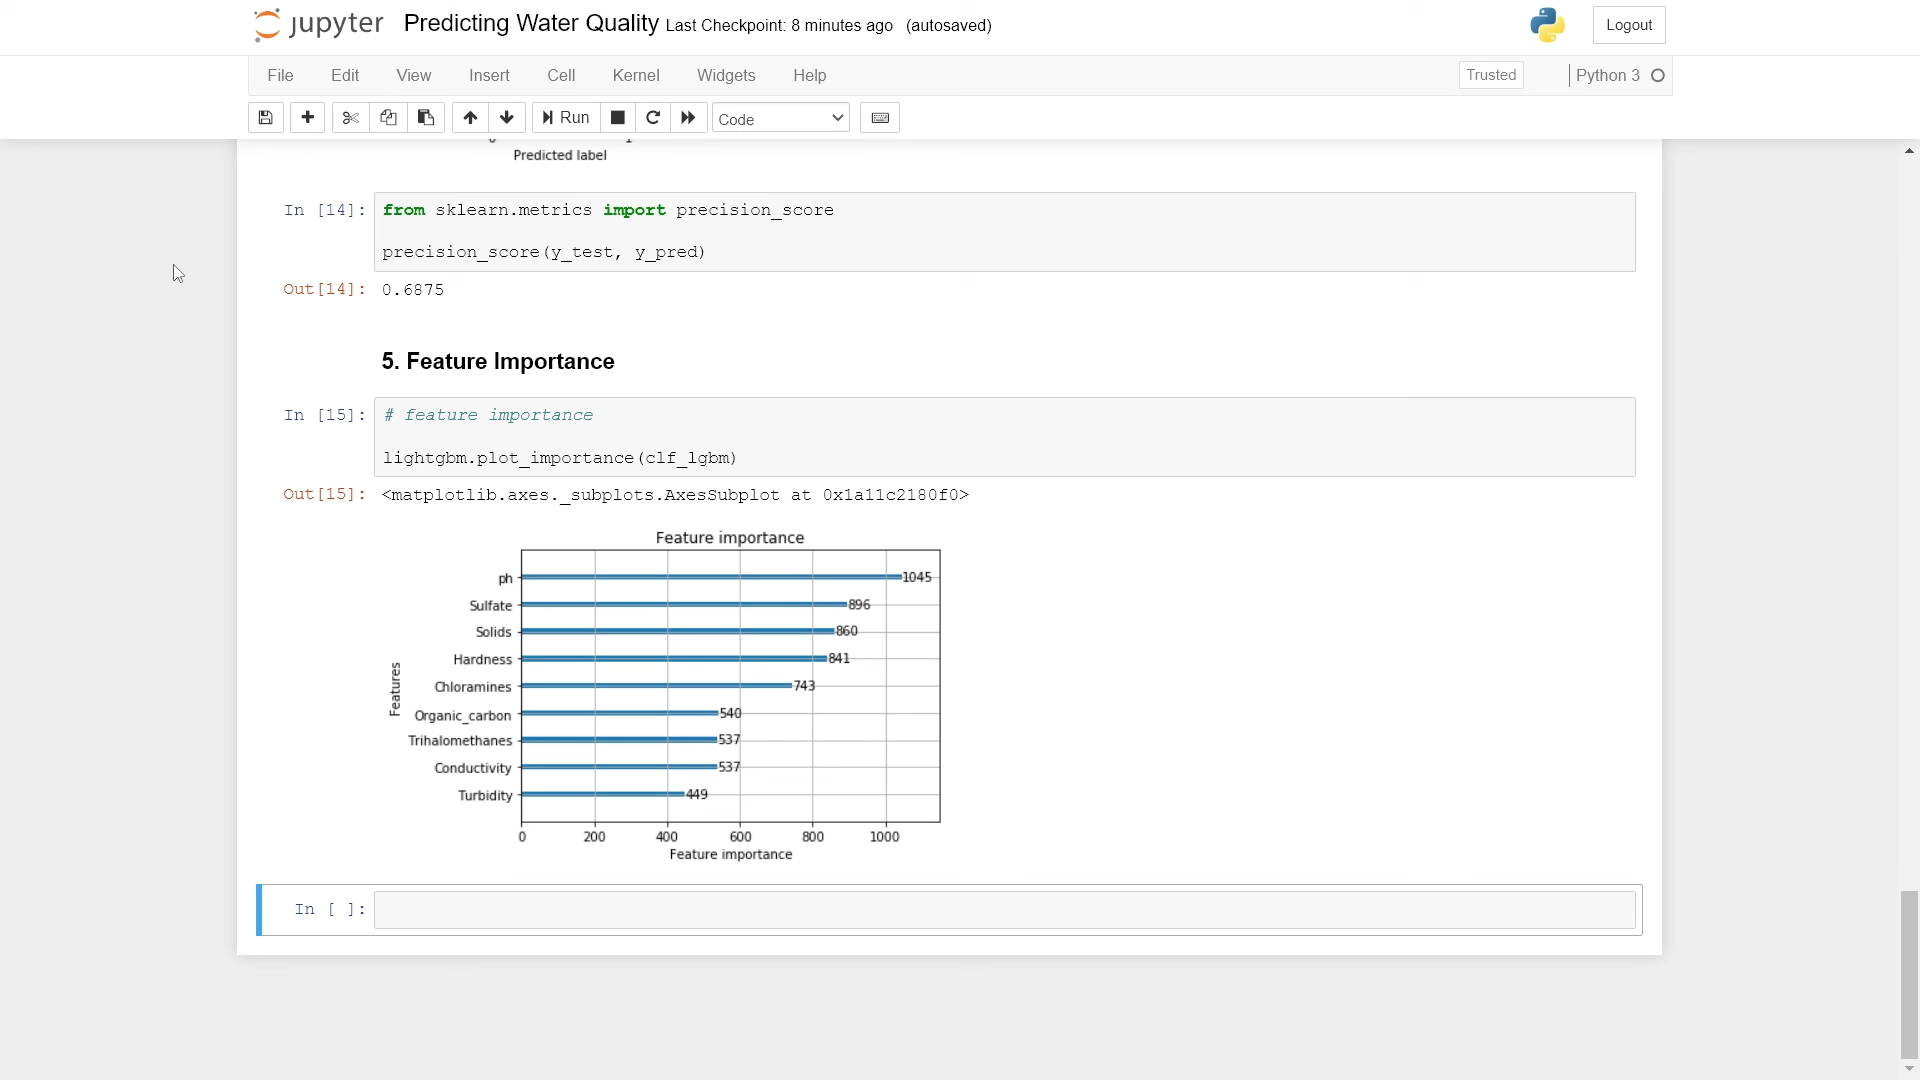 jupyter Predicting Water Quality Last Checkpoint: 8 minutes ago (autosaved)
Logout
File Edit View Insert Cell Kernel Widgets Help
Trusted
Python 3
Run
Code
Predicted label
In [14]: from sklearn.metrics import precision_score
precision_score(y_test, y_pred)
Out[14]: 0.6875
5. Feature Importance
In [15]: # feature importance
lightgbm.plot_importance(clf_lgbm)
Out[15]: <matplotlib.axes._subplots.AxesSubplot at 0x1a11c2180f0>
Feature importance
ph 1045
Sulfate 896
Solids 860
Hardness 841
Chloramines 743
Organic_carbon 540
Trihalomethanes 537
Conductivity 537
Turbidity 449
Features
0 200 400 600 800 1000
Feature importance
In [ ]: